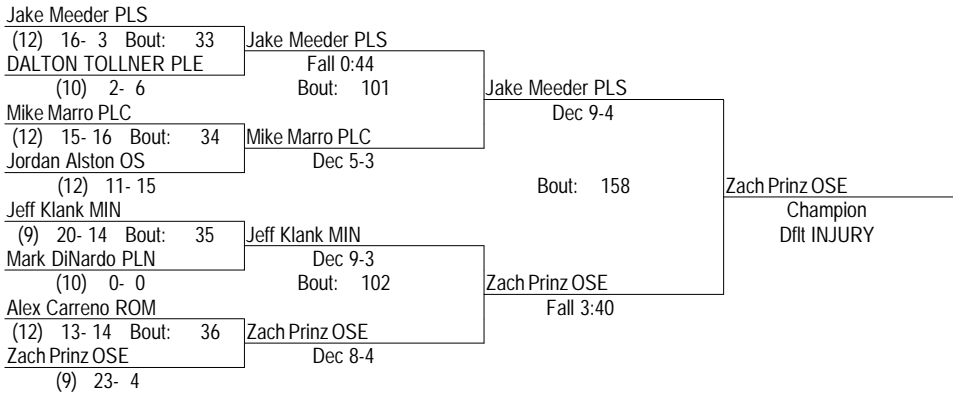 Jake Meeder PLS
(12) 16- 3 Bout: 33
DALTON TOLLNER PLE
(10) 2- 6
Mike Marro PLC
(12) 15- 16 Bout: 34
Jordan Alston OS
(12) 11- 15
Jeff Klank MIN
(9) 20- 14 Bout: 35
Mark DiNardo PLN
(10) 0- 0
Alex Carreno ROM
(12) 13- 14 Bout: 36
Zach Prinz OSE
(9) 23- 4
Jake Meeder PLS
Fall 0:44
Bout: 101
Mike Marro PLC
Dec 5-3
Jeff Klank MIN
Dec 9-3
Bout: 102
Zach Prinz OSE
Dec 8-4
Jake Meeder PLS
Dec 9-4
Bout: 158
Zach Prinz OSE
Fall 3:40
Zach Prinz OSE
Champion
Dflt INJURY